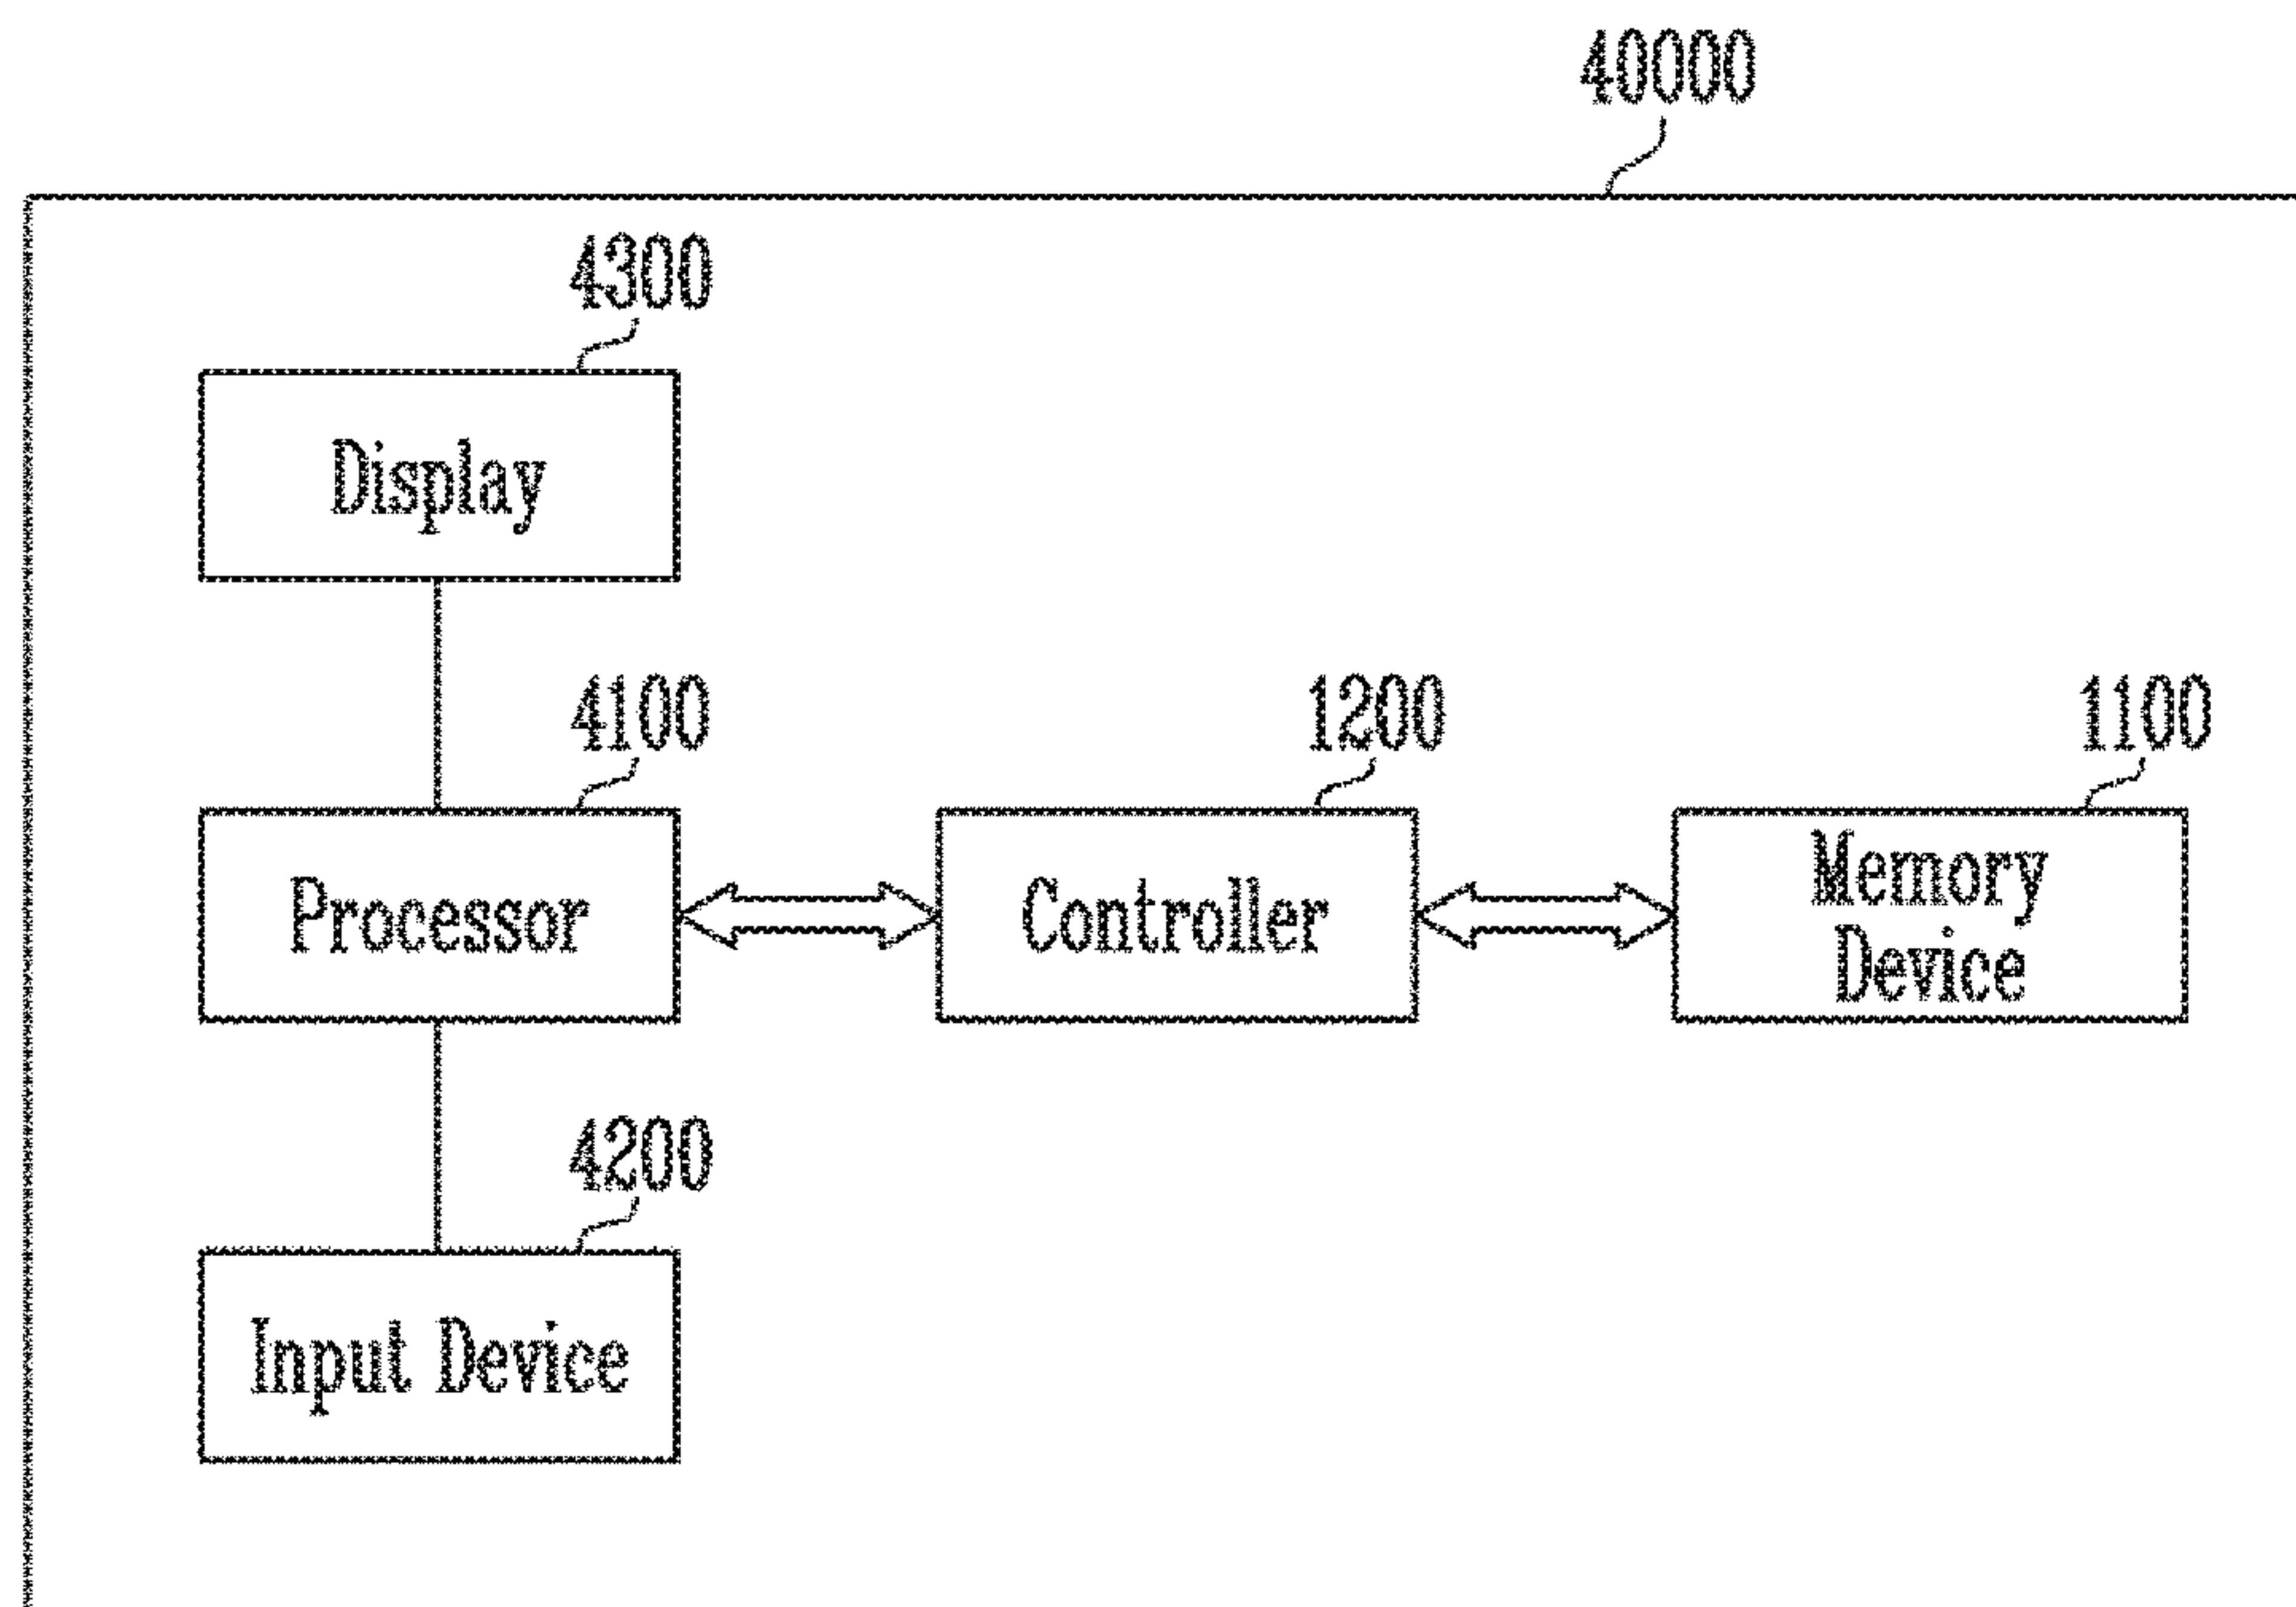 40000
4300
Display
4100
1200
1100
Processor
Controller
Memory
Device
4200
Input Device